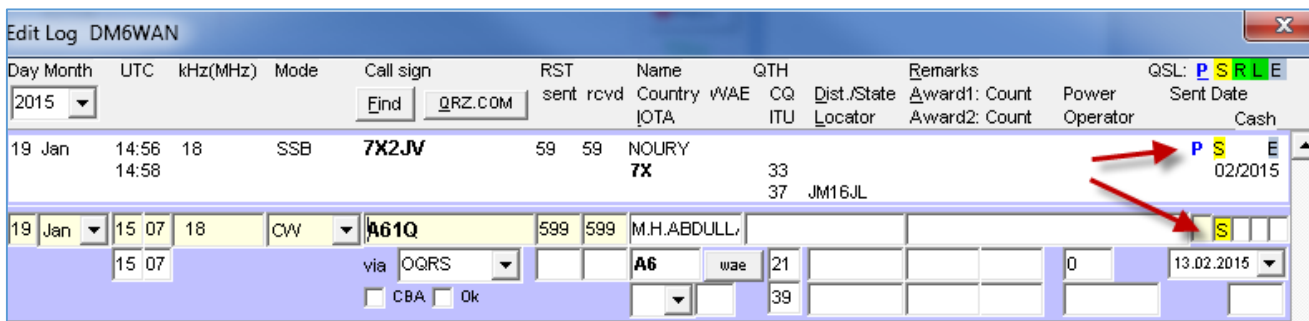 Edit Log DM6WAN
X
Day Month UTC kHz(MHz) Mode Call sign RST Name QTH Remarks QSL: P S R L E
2015 Find QRZ.COM sent rcvd Country WAE CQ Dist./State Award1: Count Power Sent Date
IOTA ITU Locator Award2: Count Operator Cash
19 Jan 14:56 18 SSB 7X2JV 59 59 NOURY P S E
14:58 7X 33 02/2015
37 JM16JL
19 Jan 15 07 18 CW A61Q 599 599 M.H.ABDULL S
15 07 via OQRS A6 wae 21 0 13.02.2015
CBA Ok 39